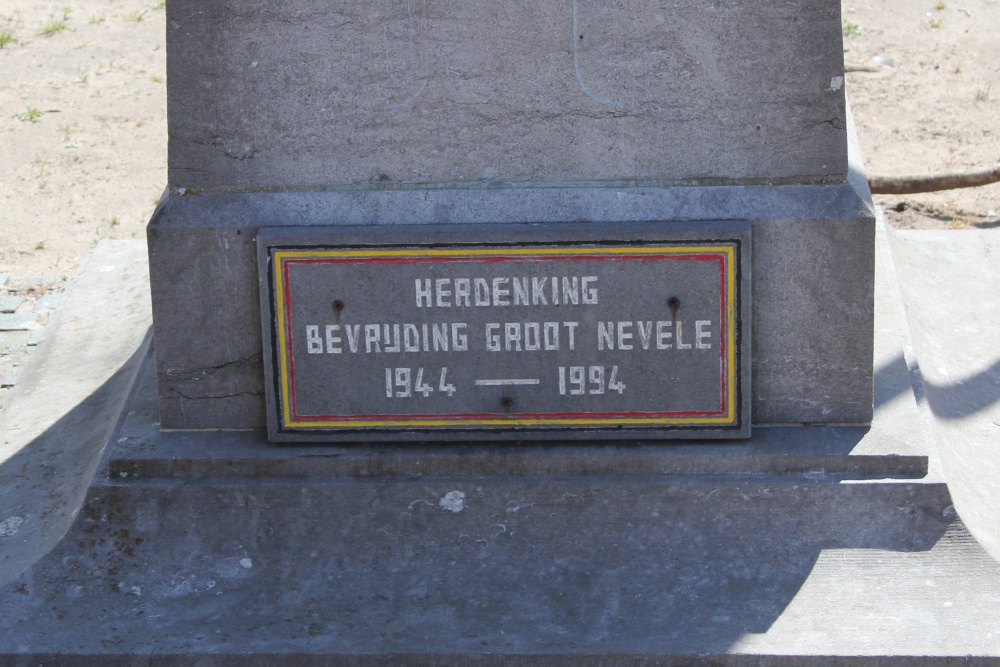 HERDENKING
BEVRIJDING GROOT NEVELE
1944 — 1994